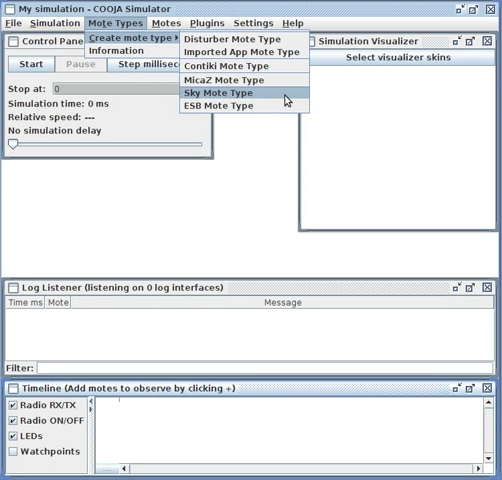 My simulation - COOJA Simulator
File Simulation Mote Types Motes Plugins Settings Help
Create mote type
Information
Disturber Mote Type
Imported App Mote Type
Contiki Mote Type
MicaZ Mote Type
Sky Mote Type
ESB Mote Type
Control Pane
Start Pause Step millisec
Stop at: 0
Simulation time: 0 ms
Relative speed: ---
No simulation delay
Simulation Visualizer
Select visualizer skins
Log Listener (listening on 0 log interfaces)
Time ms Mote Message
Filter:
Timeline (Add motes to observe by clicking +)
Radio RX/TX
Radio ON/OFF
LEDs
Watchpoints
...